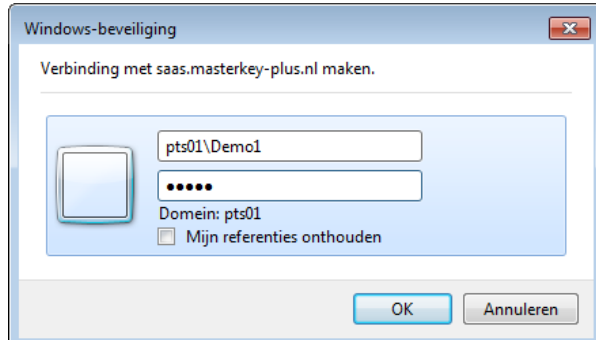 Windows-beveiliging
Verbinding met saas.masterkey-plus.nl maken.
pts01\Demo1
●●●●●
Domein: pts01
Mijn referenties onthouden
OK
Annuleren